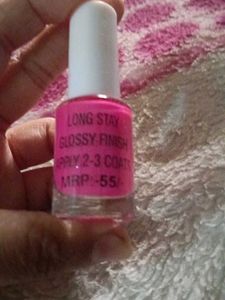 LONG STAY
GLOSSY FINISH
APPLY 2-3 COATS
MRP:-55/-